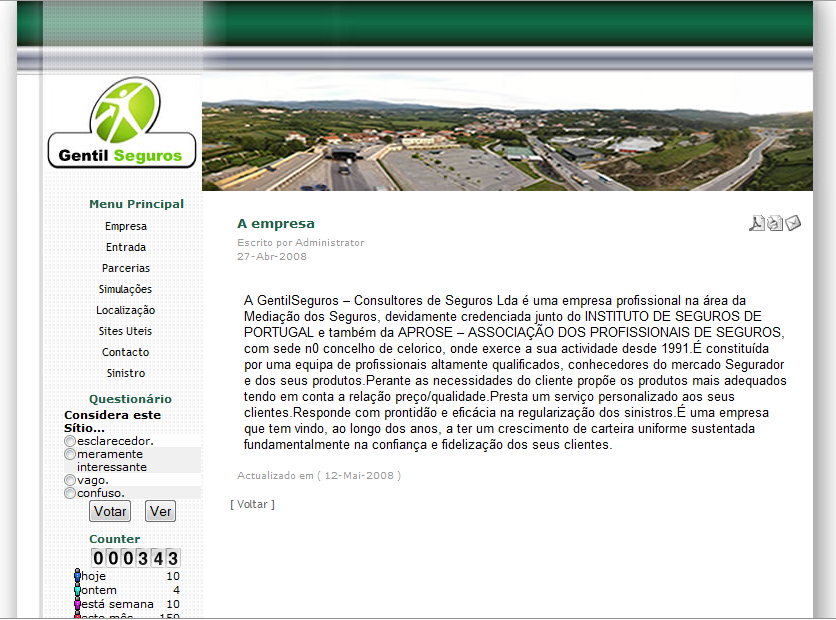 Gentil Seguros
Menu Principal
Empresa
Entrada
Parcerias
Simulações
Localização
Sites Uteis
Contacto
Sinistro
Questionário
Considera este
Sítio...
esclarecedor.
meramente
interessante
vago.
confuso.
Votar Ver
Counter
000343
hoje 10
ontem 4
está semana 10
este mês 150
A empresa
Escrito por Administrator
27-Abr-2008
A GentilSeguros – Consultores de Seguros Lda é uma empresa profissional na área da
Mediação dos Seguros, devidamente credenciada junto do INSTITUTO DE SEGUROS DE
PORTUGAL e também da APROSE – ASSOCIAÇÃO DOS PROFISSIONAIS DE SEGUROS,
com sede n0 concelho de celorico, onde exerce a sua actividade desde 1991.É constituída
por uma equipa de profissionais altamente qualificados, conhecedores do mercado Segurador
e dos seus produtos.Perante as necessidades do cliente propõe os produtos mais adequados
tendo em conta a relação preço/qualidade.Presta um serviço personalizado aos seus
clientes.Responde com prontidão e eficácia na regularização dos sinistros.É uma empresa
que tem vindo, ao longo dos anos, a ter um crescimento de carteira uniforme sustentada
fundamentalmente na confiança e fidelização dos seus clientes.
Actualizado em ( 12-Mai-2008 )
[ Voltar ]